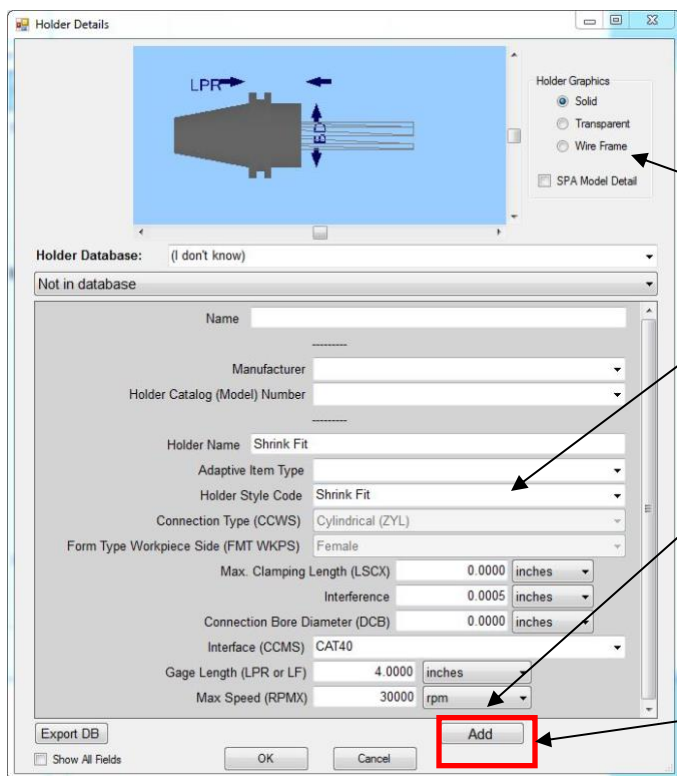 Holder Details
LPR
BD
Holder Graphics
Solid
Transparent
Wire Frame
SPA Model Detail
Holder Database: (I don't know)
Not in database
Name
---------
Manufacturer
Holder Catalog (Model) Number
---------
Holder Name Shrink Fit
Adaptive Item Type
Holder Style Code Shrink Fit
Connection Type (CCWS) Cylindrical (ZYL)
Form Type Workpiece Side (FMT WKPS) Female
Max. Clamping Length (LSCX) 0.0000 inches
Interference 0.0005 inches
Connection Bore Diameter (DCB) 0.0000 inches
Interface (CCMS) CAT40
Gage Length (LPR or LF) 4.0000 inches
Max Speed (RPMX) 30000 rpm
Export DB Add
Show All Fields OK Cancel